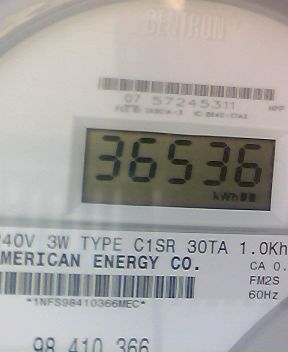 CENTRON
07 57245311
36536
kWh
240V 3W TYPE C1SR 30TA 1.0Kh
AMERICAN ENERGY CO.
CA 0.
FM2S
60Hz
*1NFS98410366MEC*
98 410 366